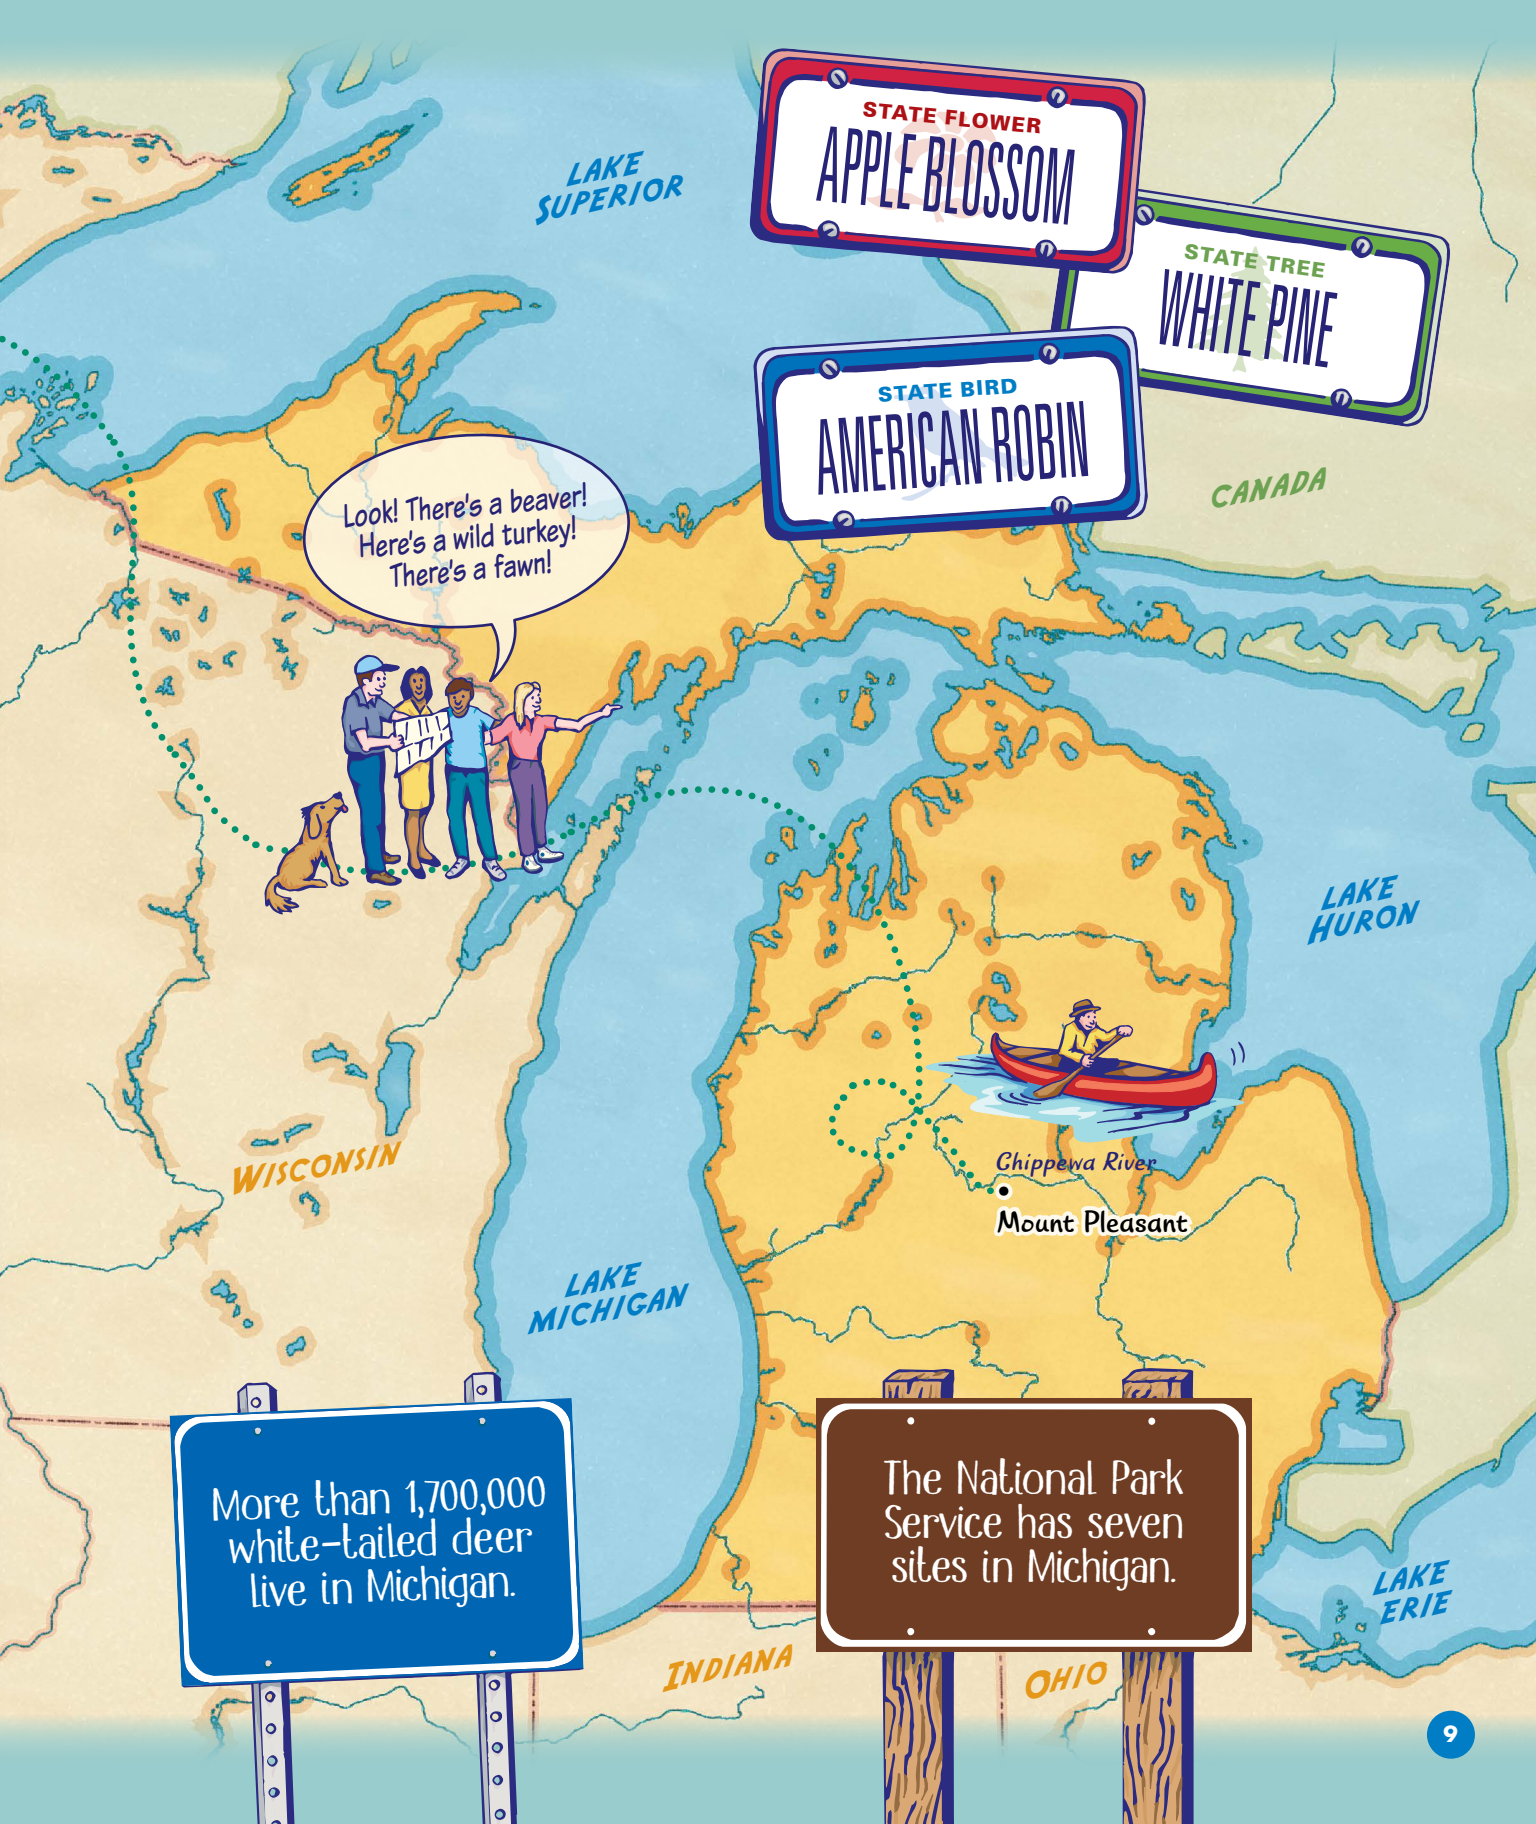 STATE FLOWER
APPLE BLOSSOM
STATE TREE
WHITE PINE
STATE BIRD
AMERICAN ROBIN
LAKE
SUPERIOR
CANADA
Look! There's a beaver!
Here's a wild turkey!
There's a fawn!
LAKE
HURON
Chippewa River
Mount Pleasant
WISCONSIN
LAKE
MICHIGAN
More than 1,700,000
white-tailed deer
live in Michigan.
The National Park
Service has seven
sites in Michigan.
LAKE
ERIE
INDIANA
OHIO
9